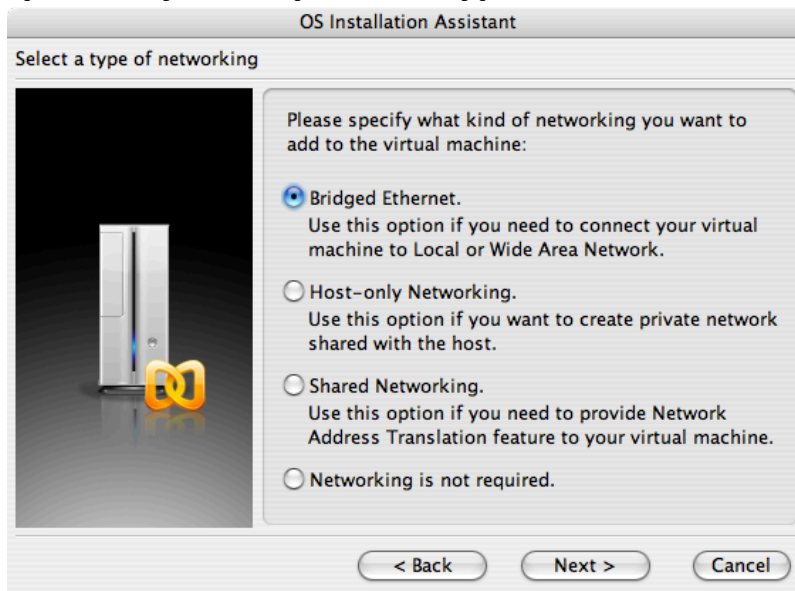 OS Installation Assistant
Select a type of networking
Please specify what kind of networking you want to
add to the virtual machine:
Bridged Ethernet.
Use this option if you need to connect your virtual
machine to Local or Wide Area Network.
Host-only Networking.
Use this option if you want to create private network
shared with the host.
Shared Networking.
Use this option if you need to provide Network
Address Translation feature to your virtual machine.
Networking is not required.
< Back
Next >
Cancel